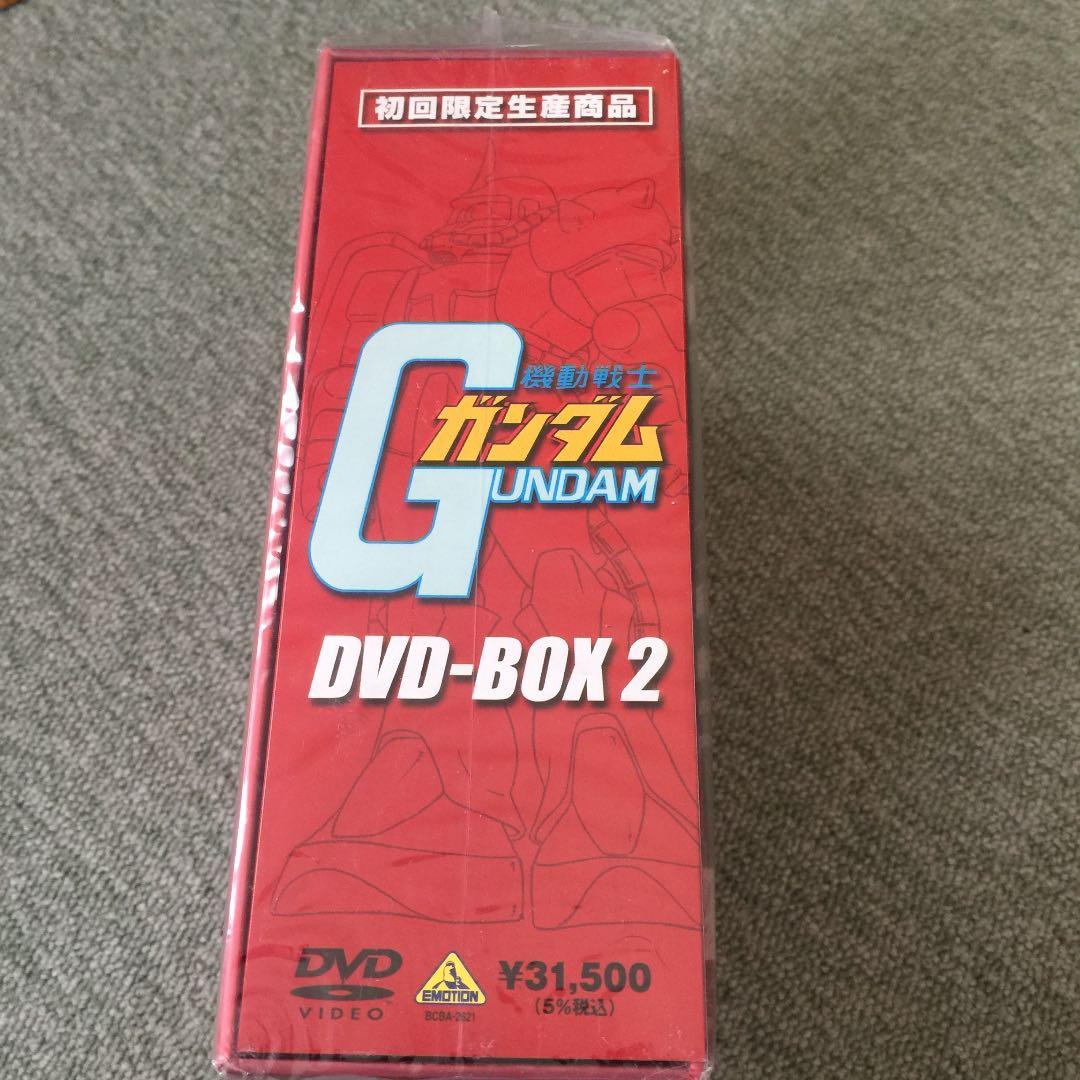 初回限定生産商品
機動戦士
ガンダム
GUNDAM
DVD-BOX 2
DVD
VIDEO
EMOTION
BCBA-2621
¥31,500
(5%税込)